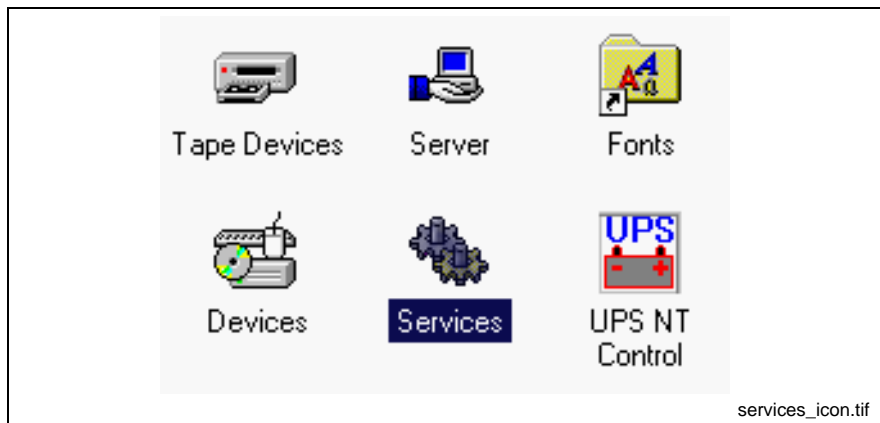 Tape Devices
Server
Fonts
Devices
Services
UPS
UPS NT
Control
services_icon.tif